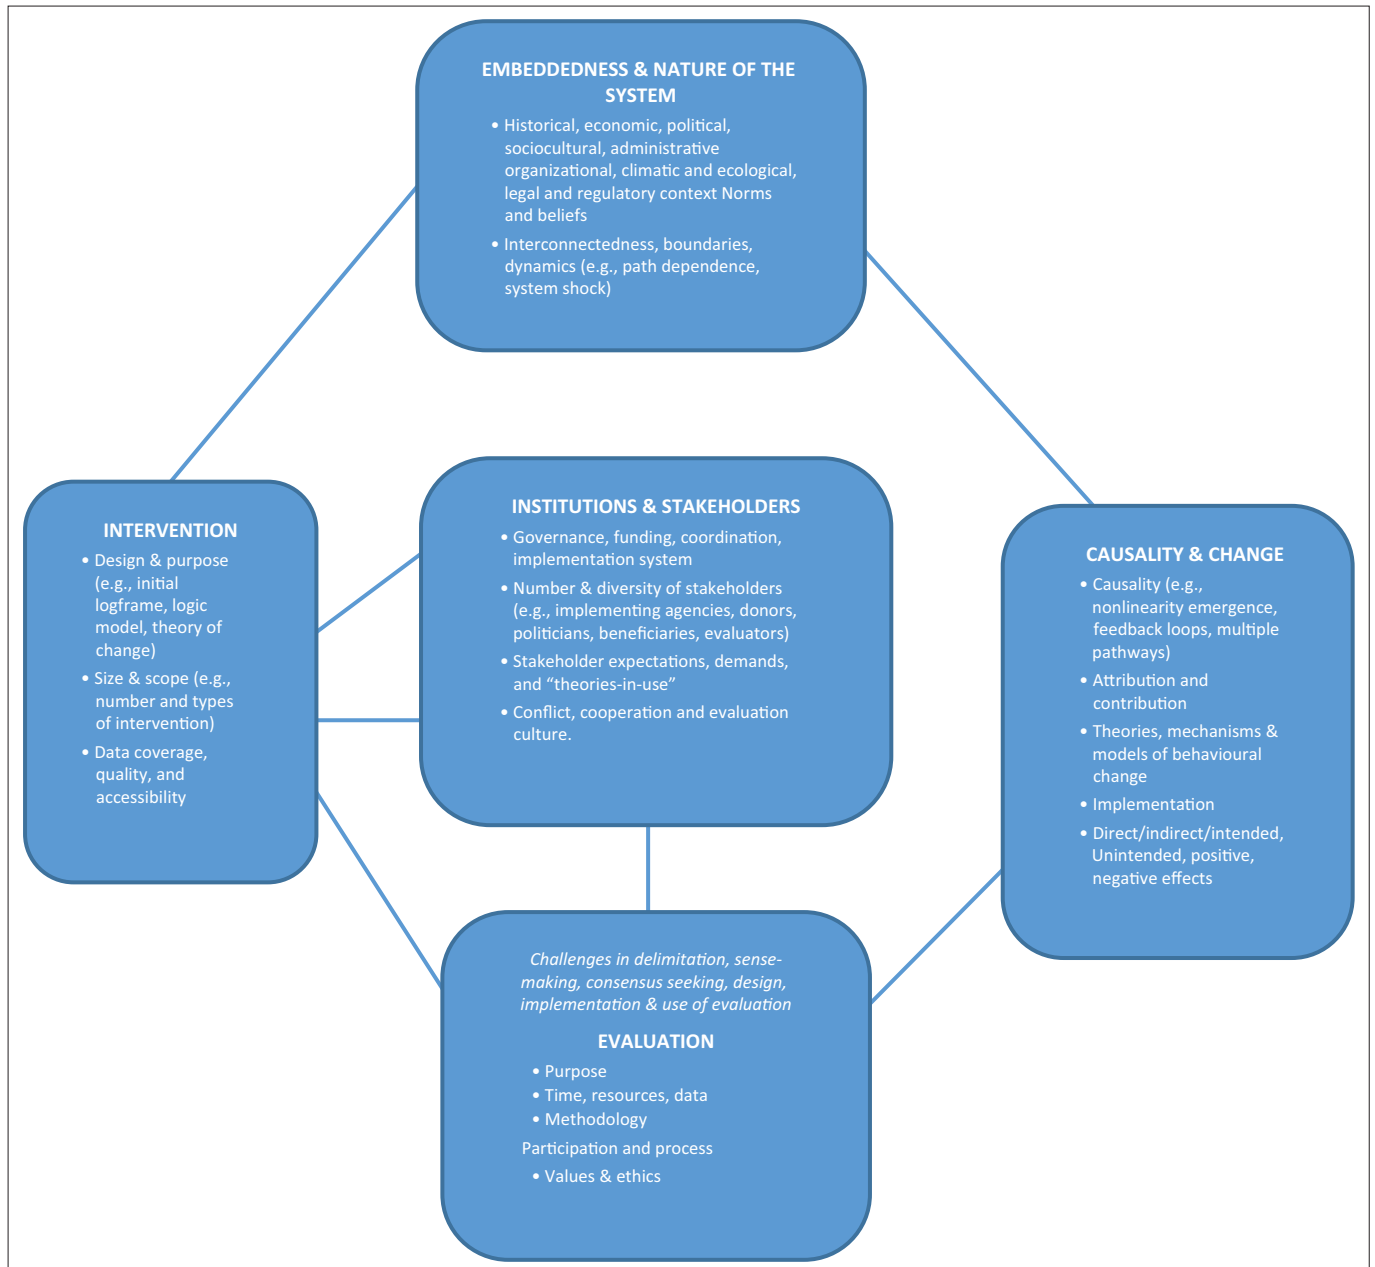 EMBEDDEDNESS & NATURE OF THE
SYSTEM
• Historical, economic, political,
sociocultural, administrative
organizational, climatic and ecological,
legal and regulatory context Norms
and beliefs
• Interconnectedness, boundaries,
dynamics (e.g., path dependence,
system shock)
INTERVENTION
• Design & purpose
(e.g., initial
logframe, logic
model, theory of
change)
• Size & scope (e.g.,
number and types
of intervention)
• Data coverage,
quality, and
accessibility
INSTITUTIONS & STAKEHOLDERS
• Governance, funding, coordination,
implementation system
• Number & diversity of stakeholders
(e.g., implementing agencies, donors,
politicians, beneficiaries, evaluators)
• Stakeholder expectations, demands,
and “theories-in-use”
• Conflict, cooperation and evaluation
culture.
CAUSALITY & CHANGE
• Causality (e.g.,
nonlinearity emergence,
feedback loops, multiple
pathways)
• Attribution and
contribution
• Theories, mechanisms &
models of behavioural
change
• Implementation
• Direct/indirect/intended,
Unintended, positive,
negative effects
Challenges in delimitation, sense-
making, consensus seeking, design,
implementation & use of evaluation
EVALUATION
• Purpose
• Time, resources, data
• Methodology
Participation and process
• Values & ethics